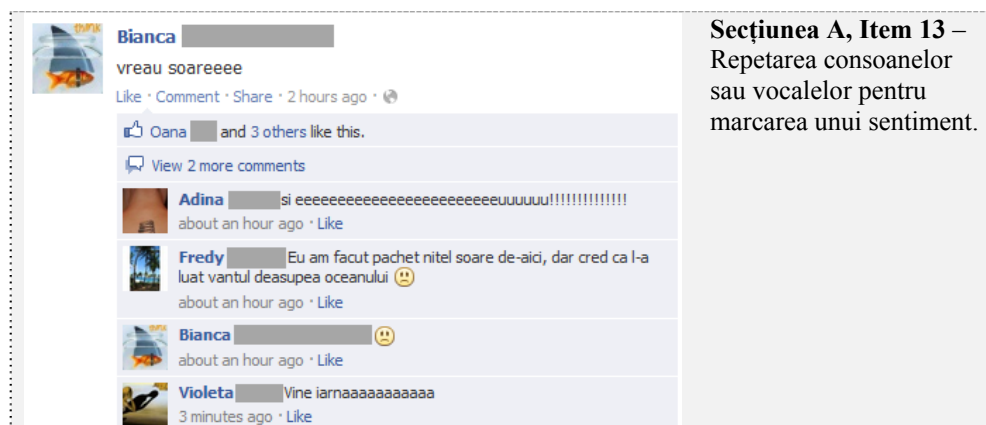 Bianca
vreau soareeee
Like · Comment · Share · 2 hours ago ·
Oana and 3 others like this.
View 2 more comments
Adina si eeeeeeeeeeeeeeeeeeeeeeeeuuuuuu!!!!!!!!!!!!!!
about an hour ago · Like
Fredy Eu am facut pachet nitel soare de-aici, dar cred ca l-a
luat vantul deasupea oceanului
about an hour ago · Like
Bianca
about an hour ago · Like
Violeta Vine iarnaaaaaaaaaaa
3 minutes ago · Like
Secțiunea A, Item 13 –
Repetarea consoanelor
sau vocalelor pentru
marcarea unui sentiment.